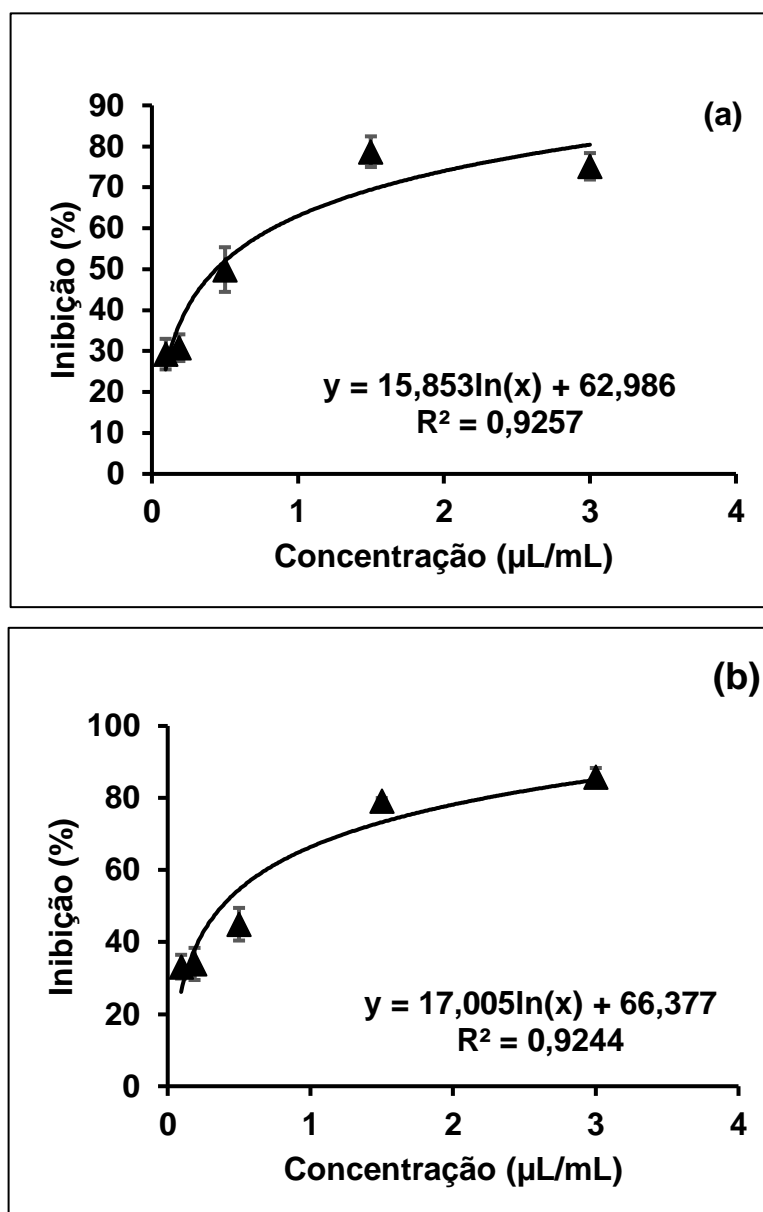 (a)
90
80
70
60
50
40
30
20
10
0
Inibição (%)
y = 15,853ln(x) + 62,986
R² = 0,9257
0 1 2 3 4
Concentração (µL/mL)
(b)
100
80
60
40
20
0
Inibição (%)
y = 17,005ln(x) + 66,377
R² = 0,9244
0 1 2 3 4
Concentração (µL/mL)